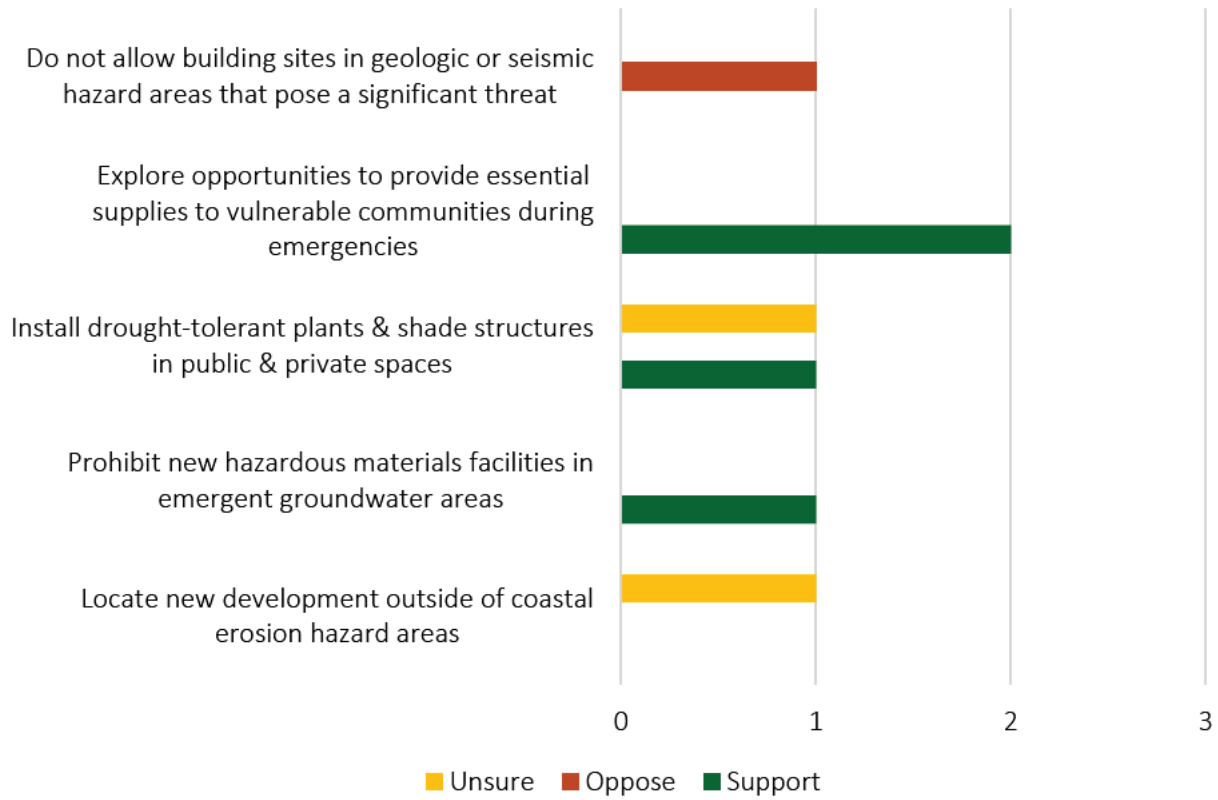 Do not allow building sites in geologic or seismic
hazard areas that pose a significant threat
Explore opportunities to provide essential
supplies to vulnerable communities during
emergencies
Install drought-tolerant plants & shade structures
in public & private spaces
Prohibit new hazardous materials facilities in
emergent groundwater areas
Locate new development outside of coastal
erosion hazard areas
0 1 2 3
Unsure Oppose Support